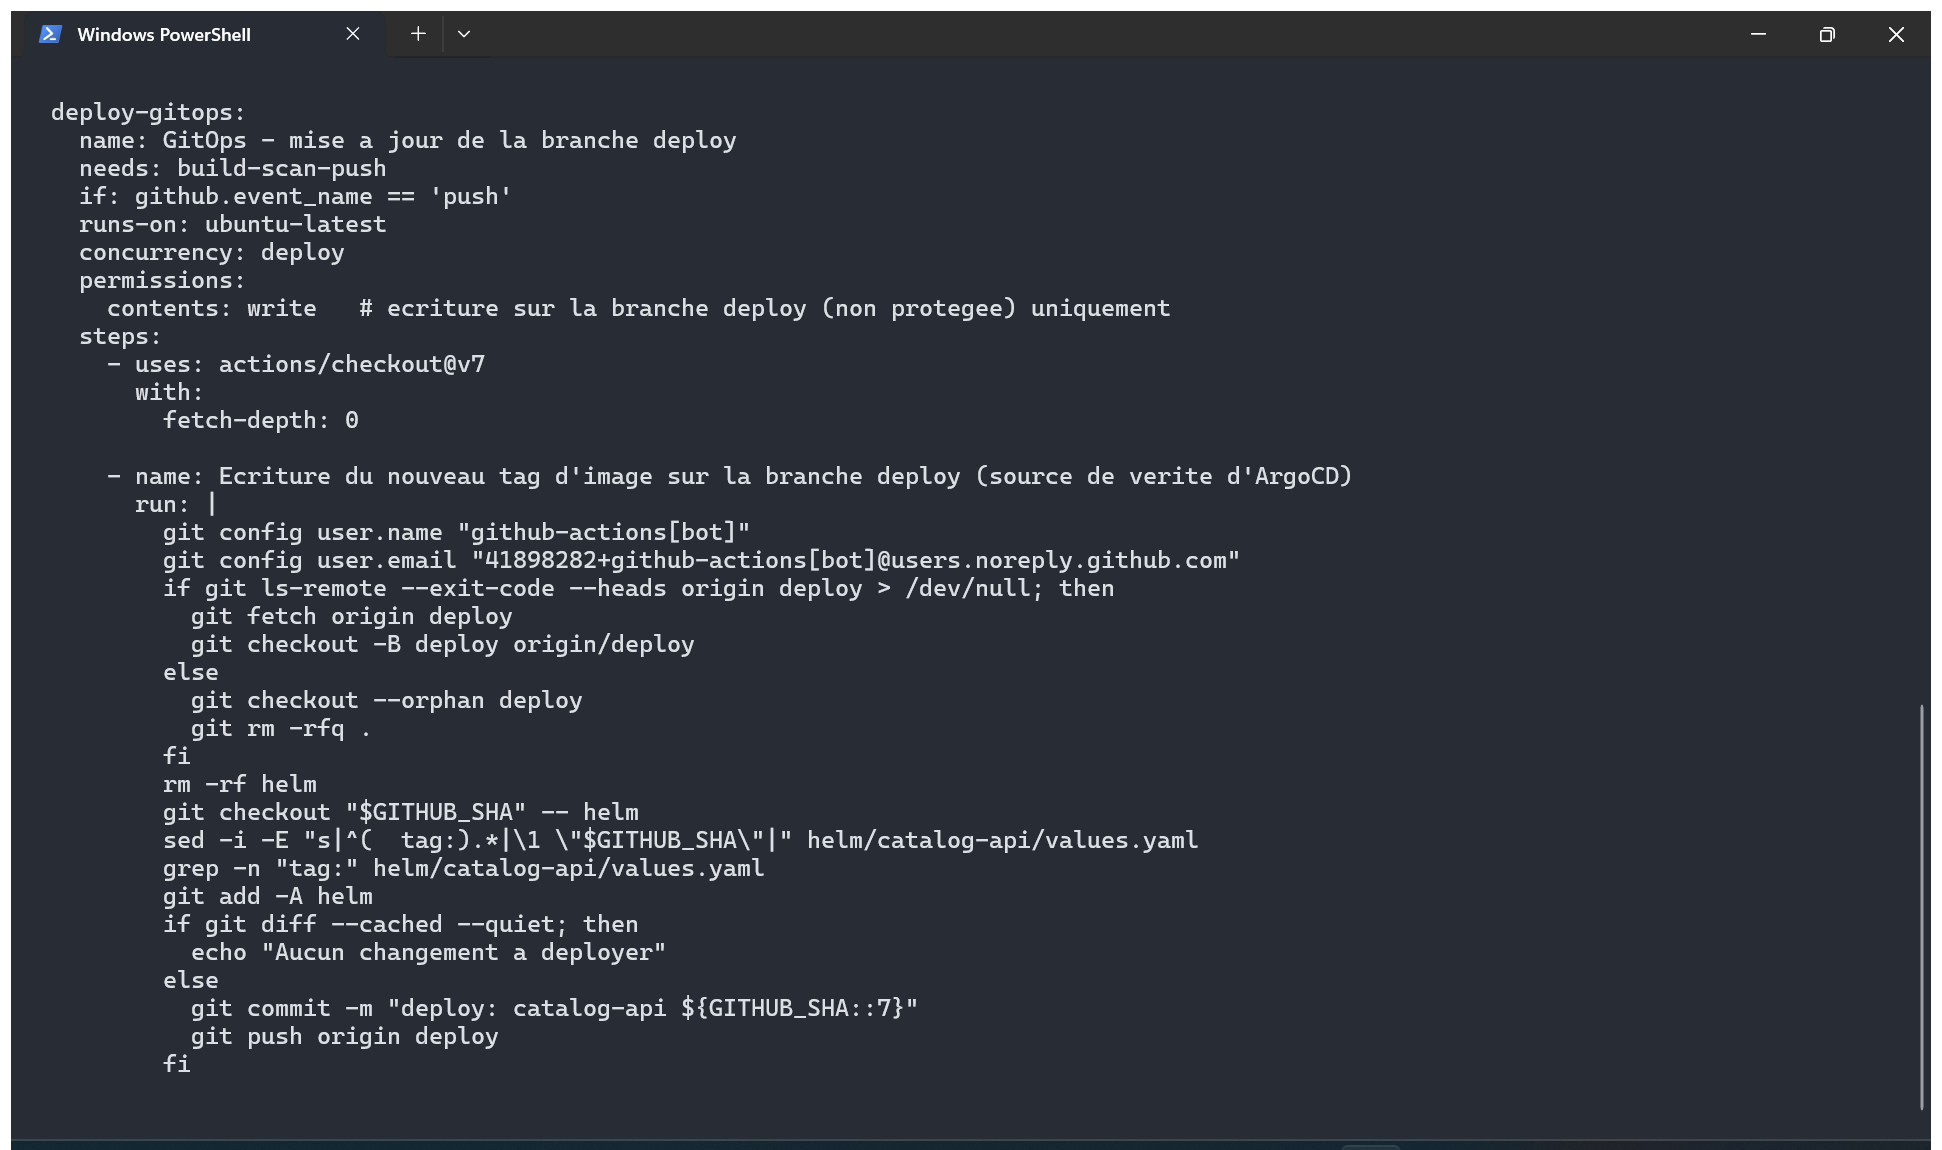 Windows PowerShell
deploy-gitops:
  name: GitOps - mise a jour de la branche deploy
  needs: build-scan-push
  if: github.event_name == 'push'
  runs-on: ubuntu-latest
  concurrency: deploy
  permissions:
    contents: write   # ecriture sur la branche deploy (non protegee) uniquement
  steps:
    - uses: actions/checkout@v7
      with:
        fetch-depth: 0
    - name: Ecriture du nouveau tag d'image sur la branche deploy (source de verite d'ArgoCD)
      run: |
        git config user.name "github-actions[bot]"
        git config user.email "41898282+github-actions[bot]@users.noreply.github.com"
        if git ls-remote --exit-code --heads origin deploy > /dev/null; then
          git fetch origin deploy
          git checkout -B deploy origin/deploy
        else
          git checkout --orphan deploy
          git rm -rfq .
        fi
        rm -rf helm
        git checkout "$GITHUB_SHA" -- helm
        sed -i -E "s|^(  tag:).*|\1 \"$GITHUB_SHA\"|" helm/catalog-api/values.yaml
        grep -n "tag:" helm/catalog-api/values.yaml
        git add -A helm
        if git diff --cached --quiet; then
          echo "Aucun changement a deployer"
        else
          git commit -m "deploy: catalog-api ${GITHUB_SHA::7}"
          git push origin deploy
        fi